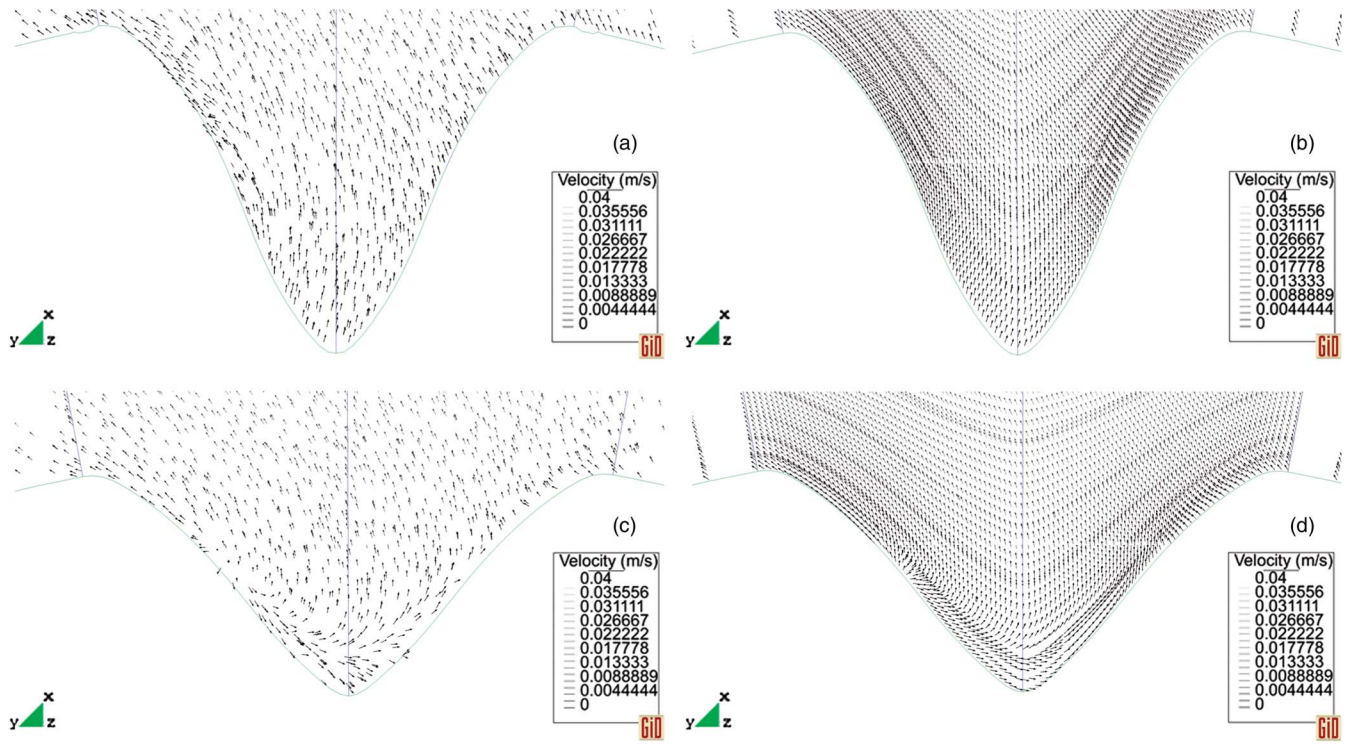 (a)
Velocity (m/s)
0.04
0.035556
0.031111
0.026667
0.022222
0.017778
0.013333
0.0088889
0.0044444
0
x
y z
GiD
(b)
Velocity (m/s)
0.04
0.035556
0.031111
0.026667
0.022222
0.017778
0.013333
0.0088889
0.0044444
0
x
y z
GiD
(c)
Velocity (m/s)
0.04
0.035556
0.031111
0.026667
0.022222
0.017778
0.013333
0.0088889
0.0044444
0
x
y z
GiD
(d)
Velocity (m/s)
0.04
0.035556
0.031111
0.026667
0.022222
0.017778
0.013333
0.0088889
0.0044444
0
x
y z
GiD